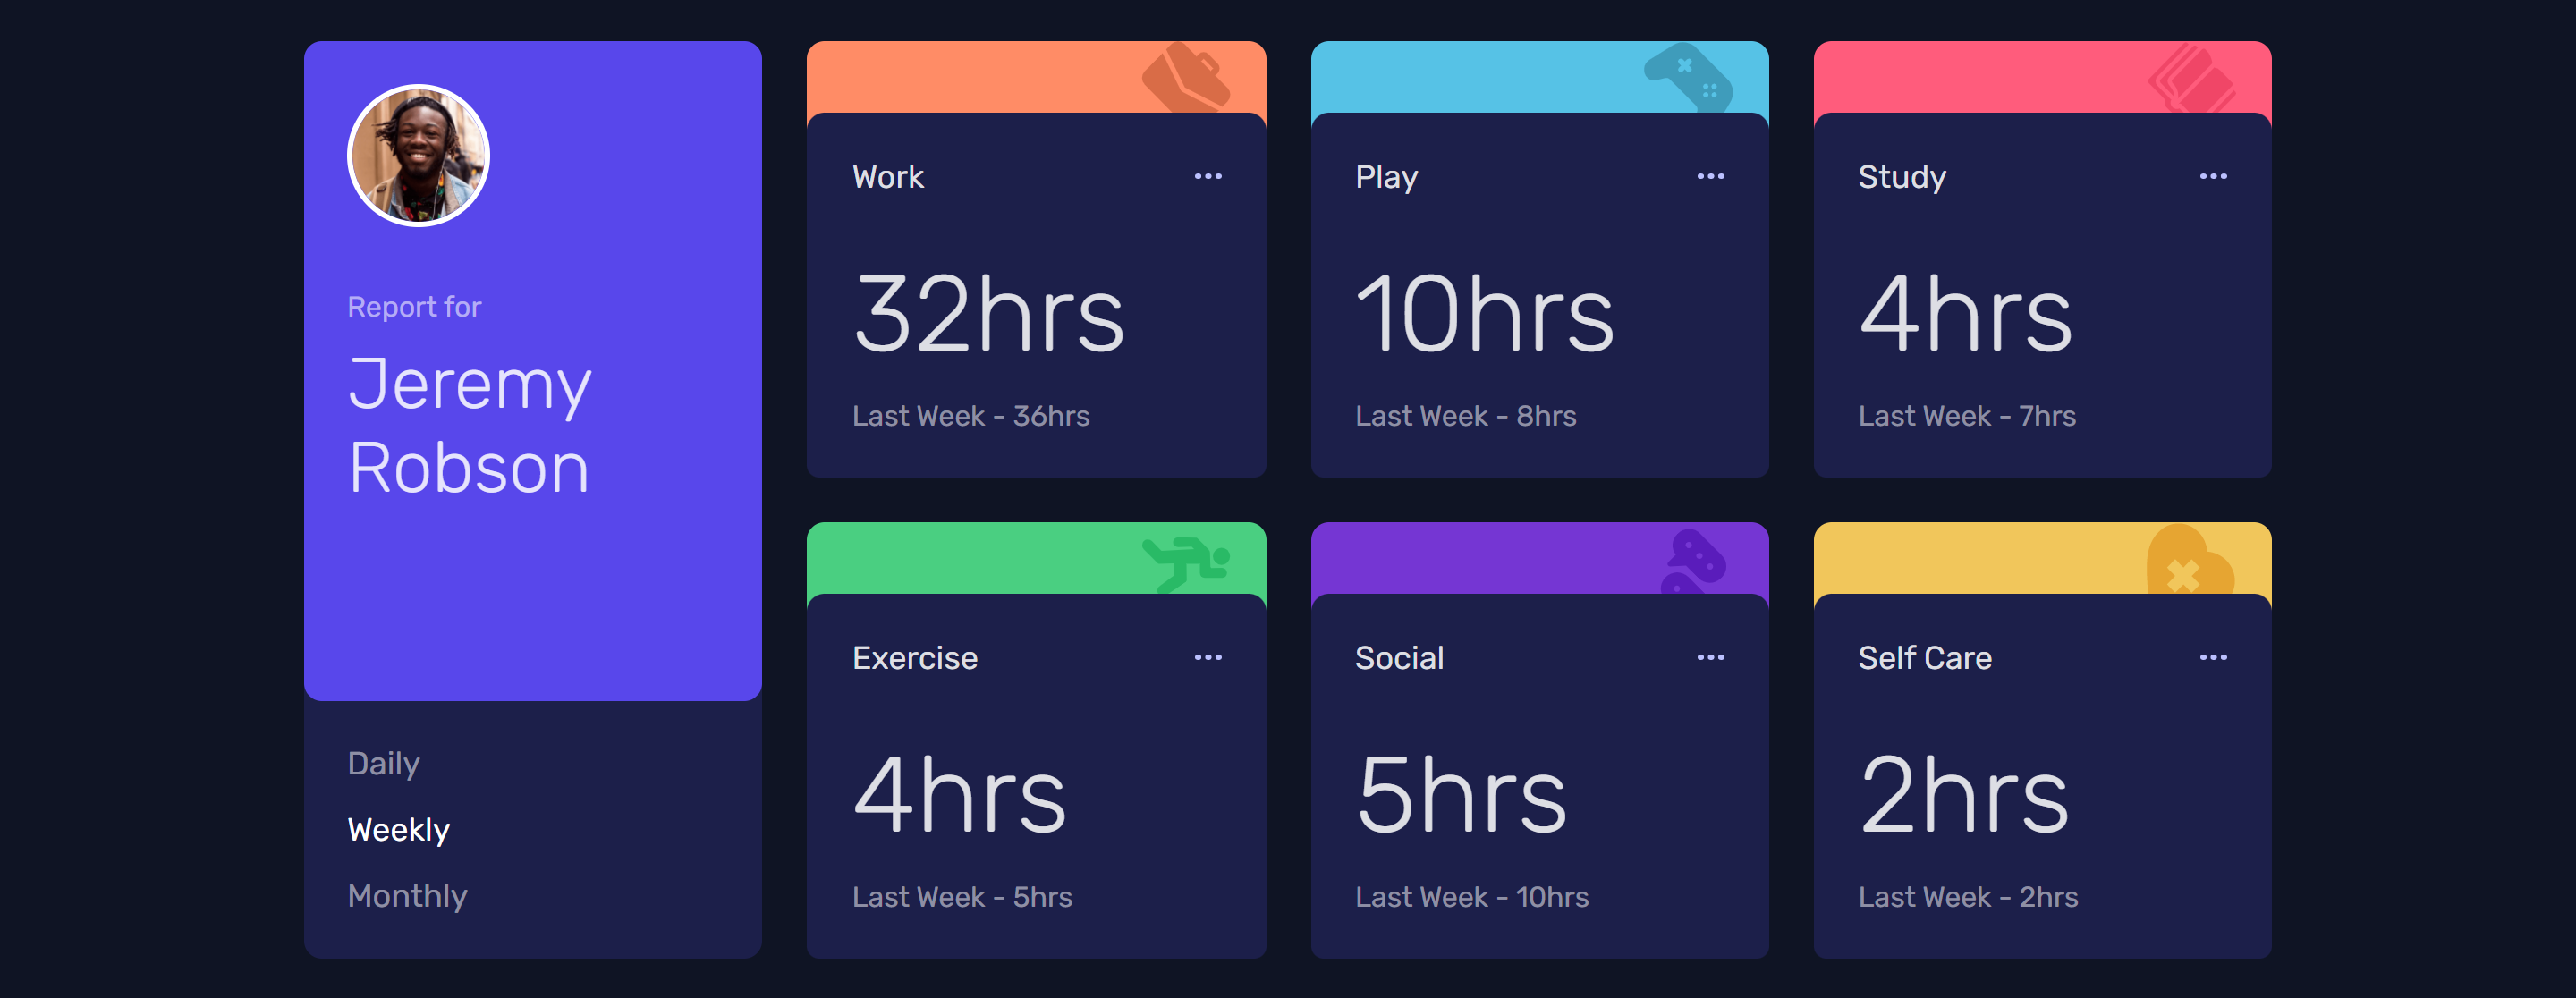 Report for
Jeremy
Robson
Daily
Weekly
Monthly
Work
32hrs
Last Week - 36hrs
Play
10hrs
Last Week - 8hrs
Study
4hrs
Last Week - 7hrs
Exercise
4hrs
Last Week - 5hrs
Social
5hrs
Last Week - 10hrs
Self Care
2hrs
Last Week - 2hrs